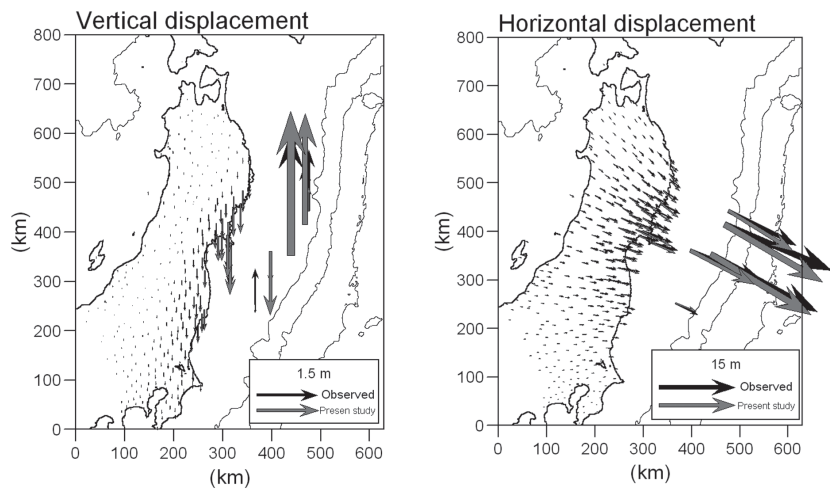 Vertical displacement
800
700
600
500
400
300
200
100
0
(km)
0 100 200 300 400 500 600
(km)
1.5 m
Observed
Presen study
Horizontal displacement
800
700
600
500
400
300
200
100
0
(km)
0 100 200 300 400 500 600
(km)
15 m
Observed
Present study